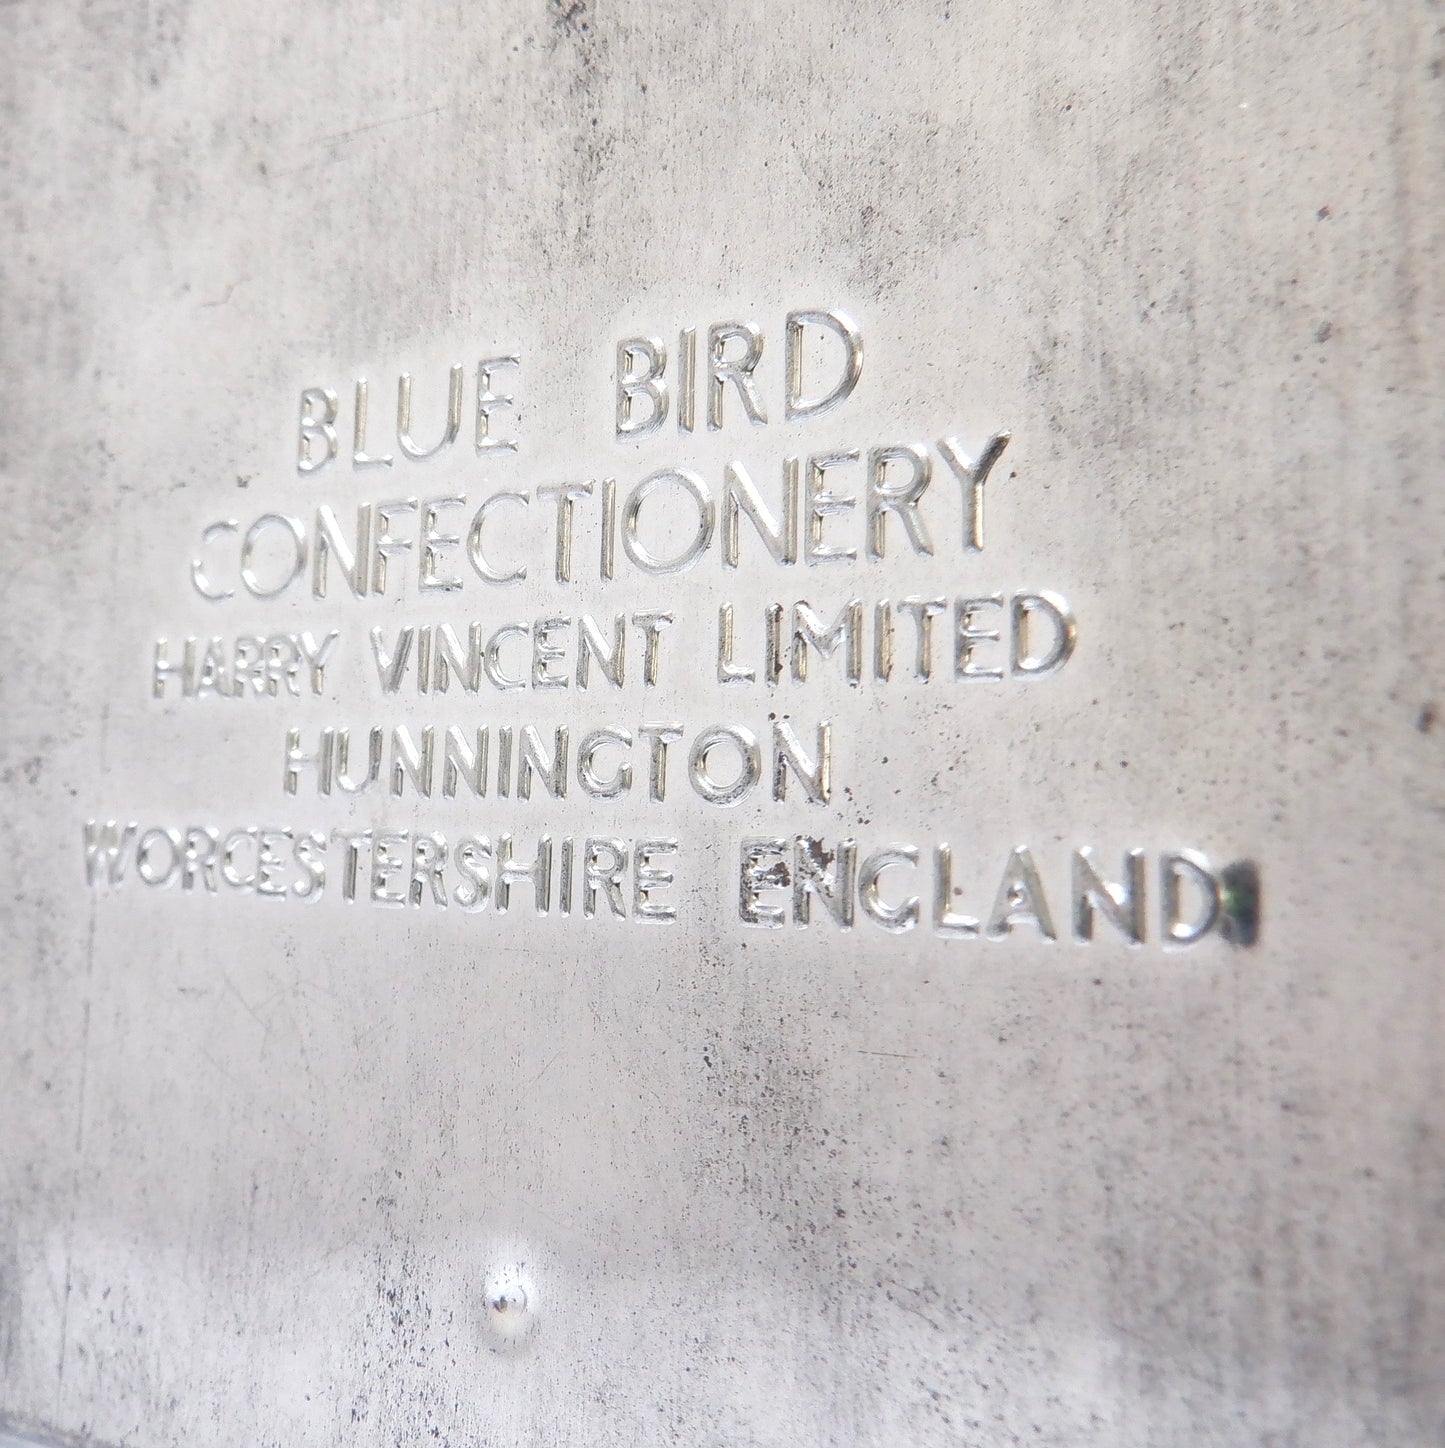 BLUE BIRD
CONFECTIONERY
HARRY VINCENT LIMITED
HUNNINGTON
WORCESTERSHIRE ENGLAND